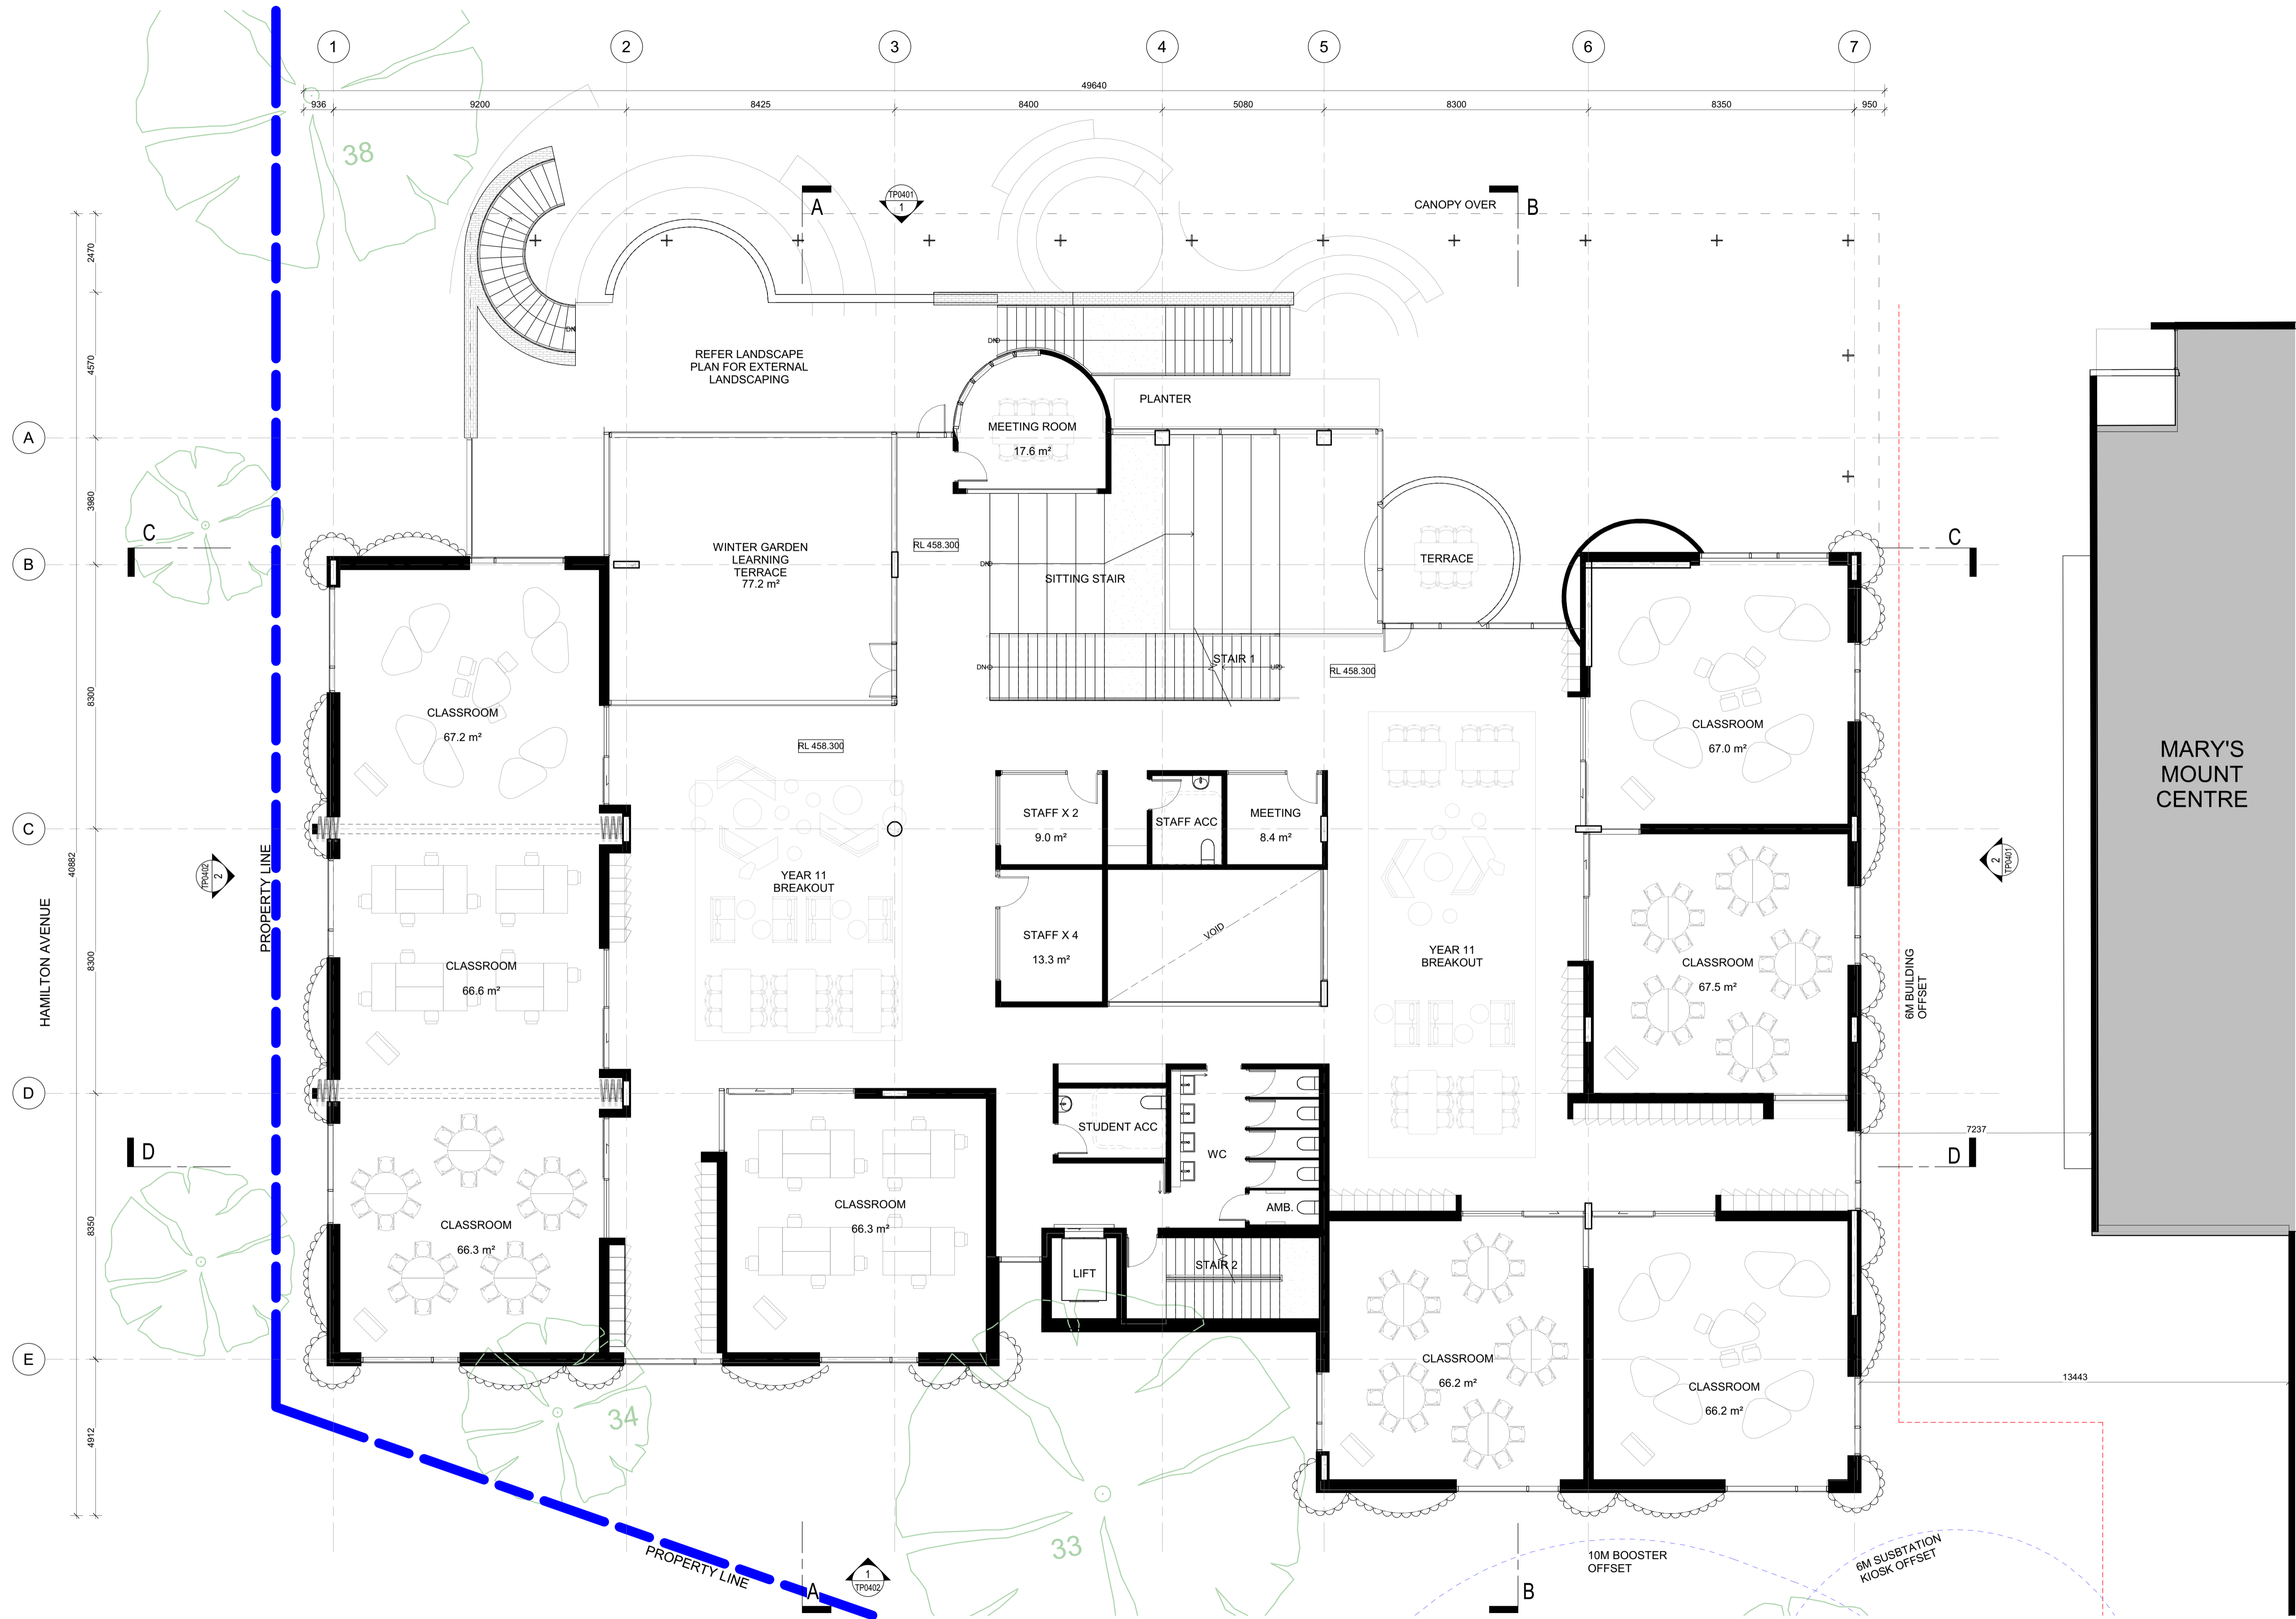 1
2
3
4
5
6
7
49640
936
9200
8425
8400
5080
8300
8350
950
38
A
TP0401
1
CANOPY OVER
B
2470
DN
4570
REFER LANDSCAPE
PLAN FOR EXTERNAL
LANDSCAPING
DN
PLANTER
A
MEETING ROOM
17.6 m²
3980
C
RL 458.300
C
B
WINTER GARDEN
LEARNING
TERRACE
77.2 m²
DN
SITTING STAIR
TERRACE
8300
DN
STAIR 1
UP
RL 458.300
CLASSROOM
67.2 m²
CLASSROOM
67.0 m²
RL 458.300
MARY'S
MOUNT
CENTRE
C
STAFF X 2
9.0 m²
STAFF ACC
MEETING
8.4 m²
40882
TP0402
2
PROPERTY LINE
YEAR 11
BREAKOUT
2
TP0401
HAMILTON AVENUE
8300
CLASSROOM
66.6 m²
STAFF X 4
13.3 m²
VOID
YEAR 11
BREAKOUT
CLASSROOM
67.5 m²
6M BUILDING
OFFSET
D
STUDENT ACC
7237
D
WC
D
8350
CLASSROOM
66.3 m²
CLASSROOM
66.3 m²
AMB.
LIFT
STAIR 2
E
CLASSROOM
66.2 m²
CLASSROOM
66.2 m²
13443
4912
34
33
PROPERTY LINE
A
1
TP0402
B
10M BOOSTER
OFFSET
6M SUSBTATION
KIOSK OFFSET